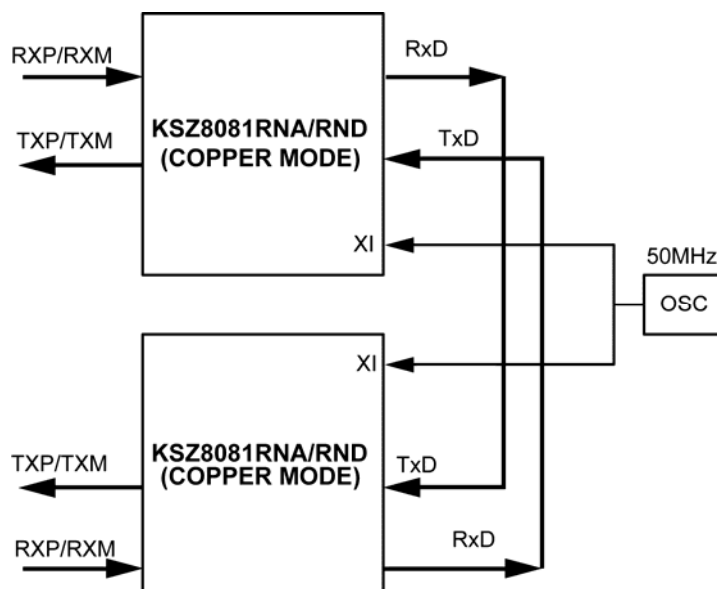 RXP/RXM
RxD
KSZ8081RNA/RND
(COPPER MODE)
TXP/TXM
TxD
XI
50MHz
OSC
XI
KSZ8081RNA/RND
(COPPER MODE)
TXP/TXM
TxD
RXP/RXM
RxD